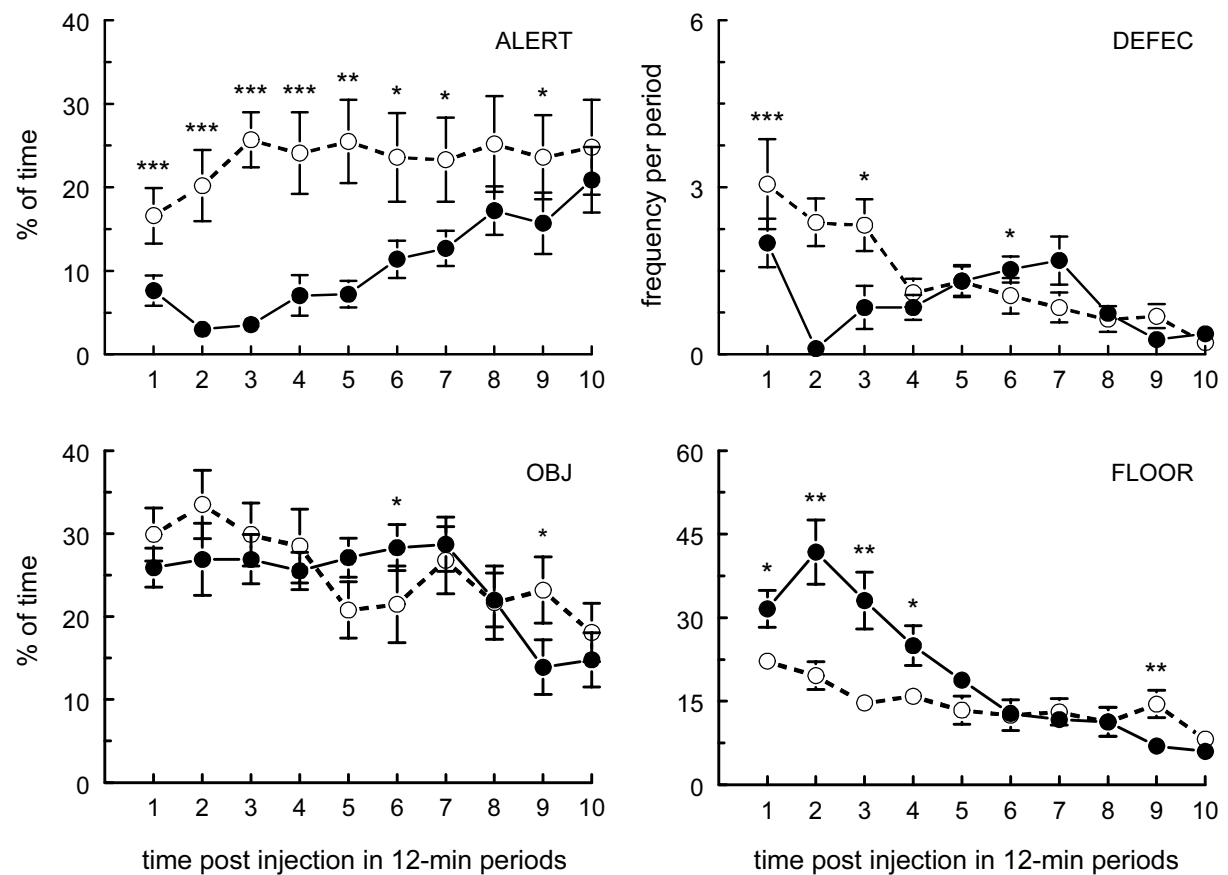 ALERT
% of time
40
30
20
10
0
*** *** *** *** ** * * *
1 2 3 4 5 6 7 8 9 10
DEFEC
frequency per period
6
3
0
*** * *
1 2 3 4 5 6 7 8 9 10
OBJ
% of time
40
30
20
10
0
* *
1 2 3 4 5 6 7 8 9 10
time post injection in 12-min periods
FLOOR
60
45
30
15
0
* ** ** * **
1 2 3 4 5 6 7 8 9 10
time post injection in 12-min periods